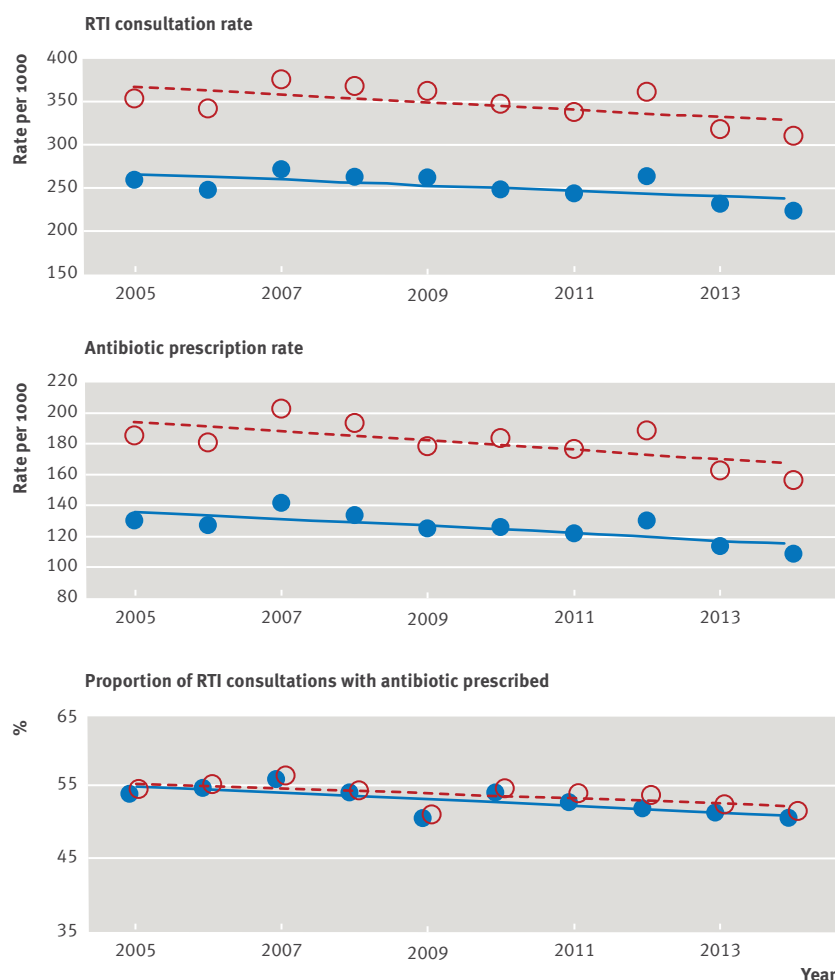 RTI consultation rate
Rate per 1000
400
350
300
250
200
150
2005 2007 2009 2011 2013
Antibiotic prescription rate
Rate per 1000
220
200
180
160
140
120
100
80
2005 2007 2009 2011 2013
Proportion of RTI consultations with antibiotic prescribed
%
65
55
45
35
2005 2007 2009 2011 2013
Year